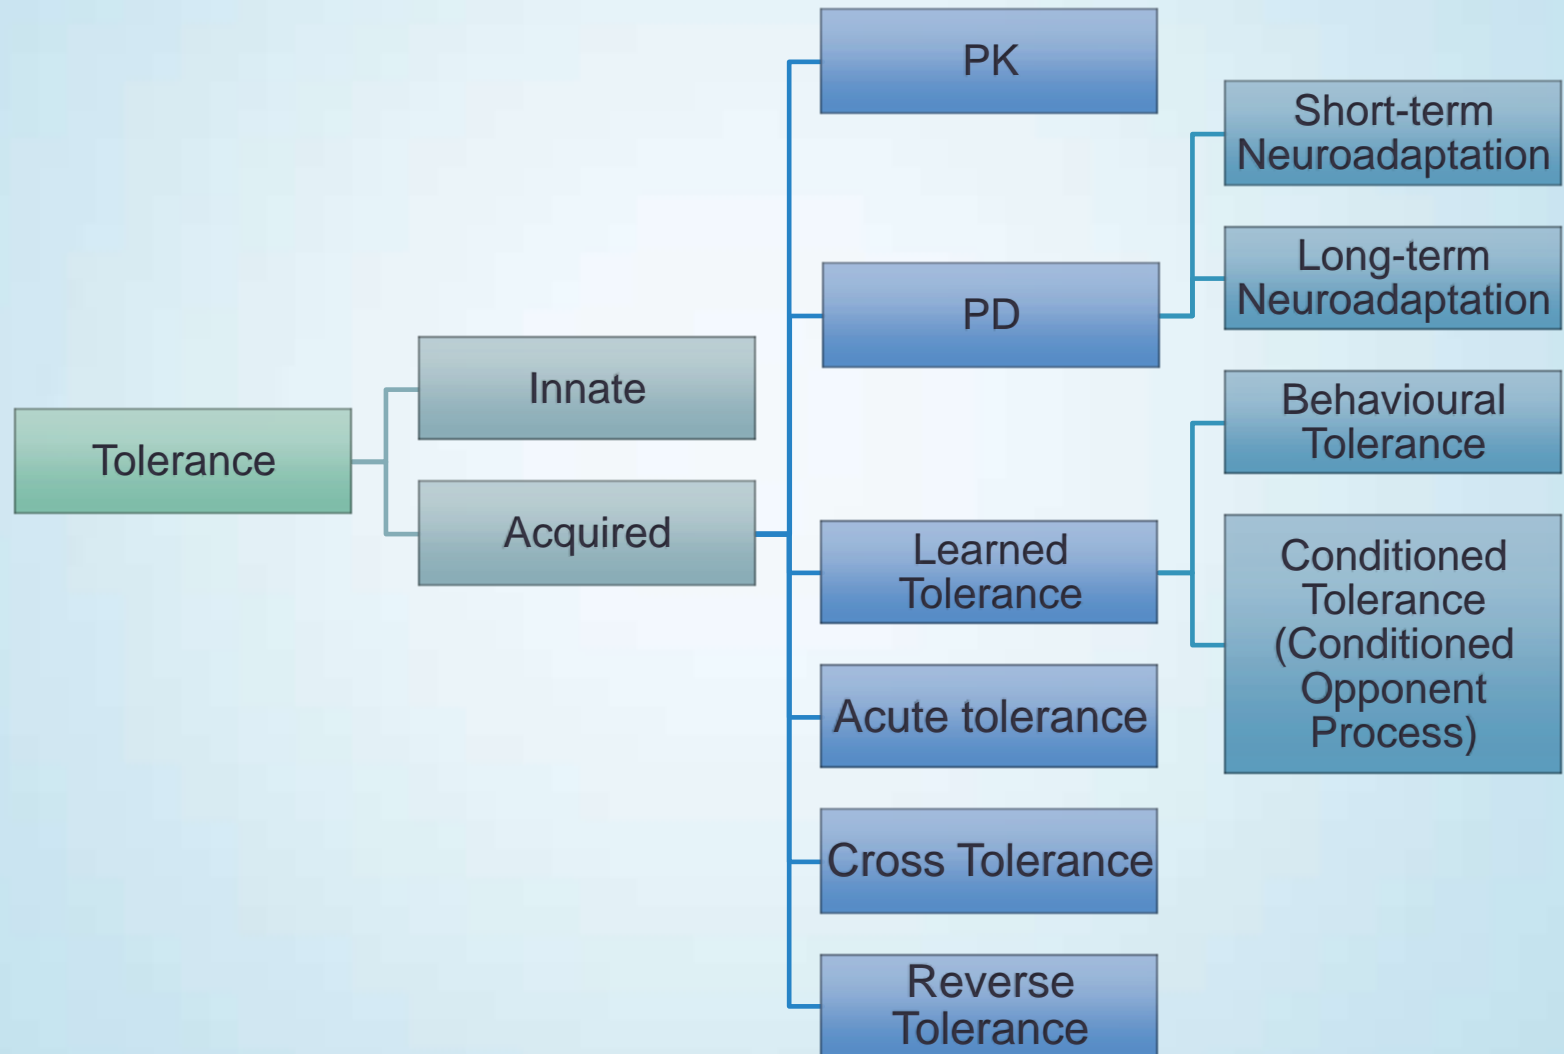 Tolerance
Innate
Acquired
PK
PD
Learned
Tolerance
Acute tolerance
Cross Tolerance
Reverse
Tolerance
Short-term
Neuroadaptation
Long-term
Neuroadaptation
Behavioural
Tolerance
Conditioned
Tolerance
(Conditioned
Opponent
Process)